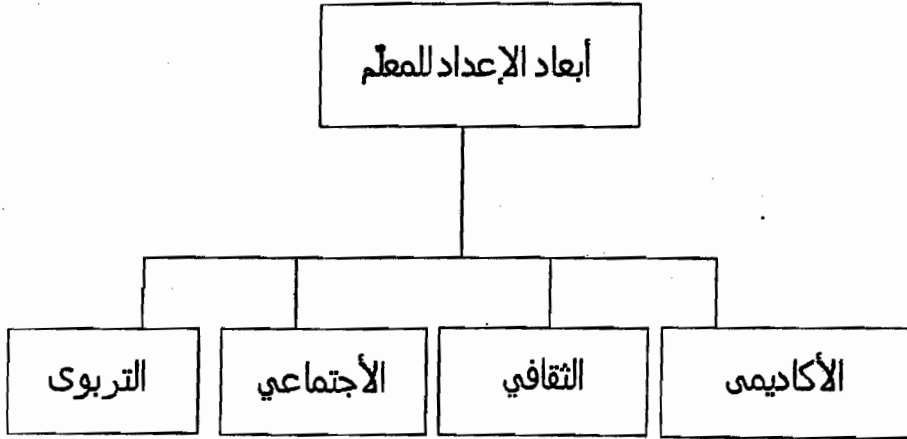 أبعاد الإعداد للمعلّم
الأكاديمى
الثقافي
الأجتماعي
التربوى